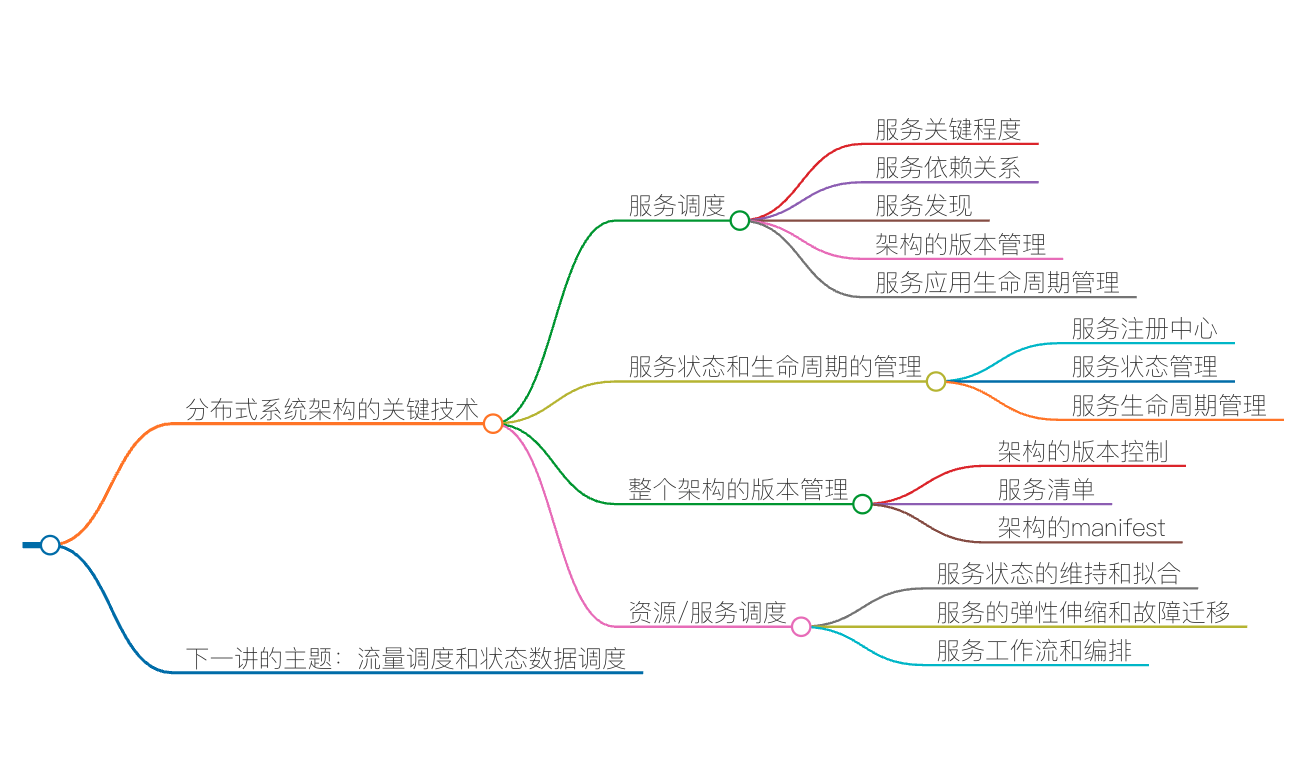 分布式系统架构的关键技术
服务调度
服务关键程度
服务依赖关系
服务发现
架构的版本管理
服务应用生命周期管理
服务状态和生命周期的管理
服务注册中心
服务状态管理
服务生命周期管理
整个架构的版本管理
架构的版本控制
服务清单
架构的manifest
资源/服务调度
服务状态的维持和拟合
服务的弹性伸缩和故障迁移
服务工作流和编排
下一讲的主题：流量调度和状态数据调度